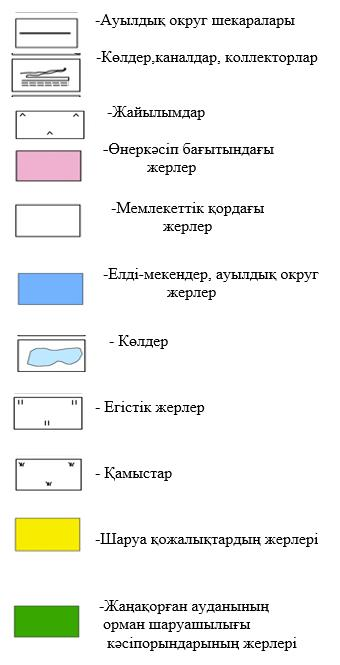 -Ауылдық округ шекаралары
-Көлдер,каналдар, коллекторлар
-Жайылымдар
-Өнеркәсіп бағытындағы
жерлер
-Мемлекеттік қордағы
жерлер
-Елді-мекендер, ауылдық округ
жерлер
- Көлдер
- Егістік жерлер
- Қамыстар
-Шаруа қожалықтардың жерлері
-Жаңақорған ауданының
орман шаруашылығы
кәсіпорындарының жерлері